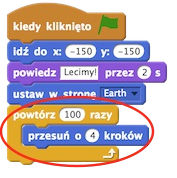 kiedy kliknięto
idź do x: -150 y: -150
powiedz Lecimy! przez 2 s
ustaw w stronę Earth
powtórz 100 razy
przesuń o 4 kroków